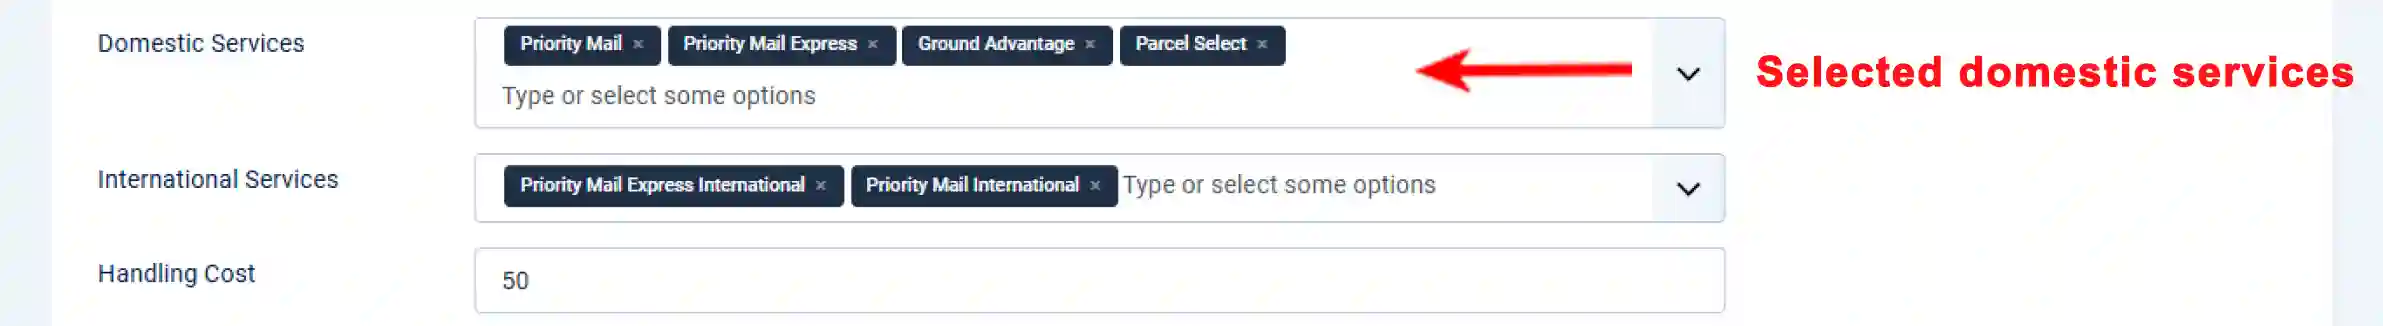 Domestic Services
Priority Mail × Priority Mail Express × Ground Advantage × Parcel Select ×
Type or select some options
Selected domestic services
International Services
Priority Mail Express International × Priority Mail International × Type or select some options
Handling Cost
50